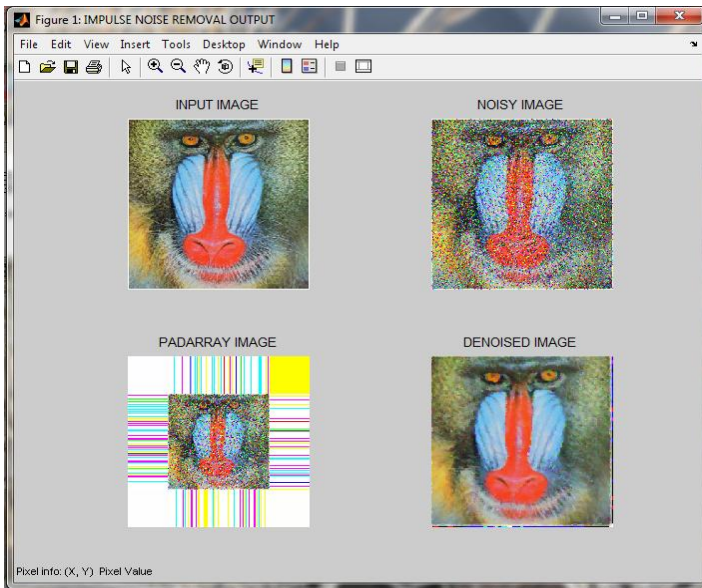 Figure 1: IMPULSE NOISE REMOVAL OUTPUT
File Edit View Insert Tools Desktop Window Help
INPUT IMAGE
NOISY IMAGE
PADARRAY IMAGE
DENOISED IMAGE
Pixel info: (X, Y) Pixel Value